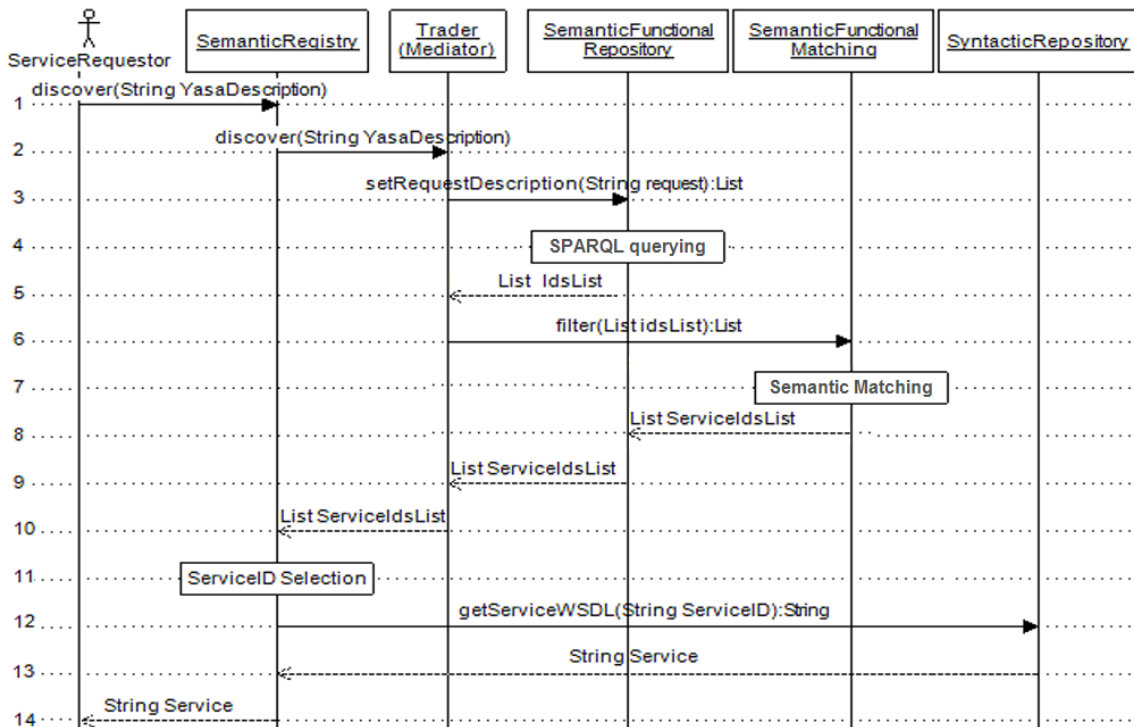 ServiceRequestor
SemanticRegistry
Trader
(Mediator)
SemanticFunctional
Repository
SemanticFunctional
Matching
SyntacticRepository
1
discover(String YasaDescription)
2
discover(String YasaDescription)
3
setRequestDescription(String request):List
4
SPARQL querying
5
List IdsList
6
filter(List idsList):List
7
Semantic Matching
8
List ServiceIdsList
9
List ServiceIdsList
10
List ServiceIdsList
11
ServiceID Selection
12
getServiceWSDL(String ServiceID):String
13
String Service
14
String Service